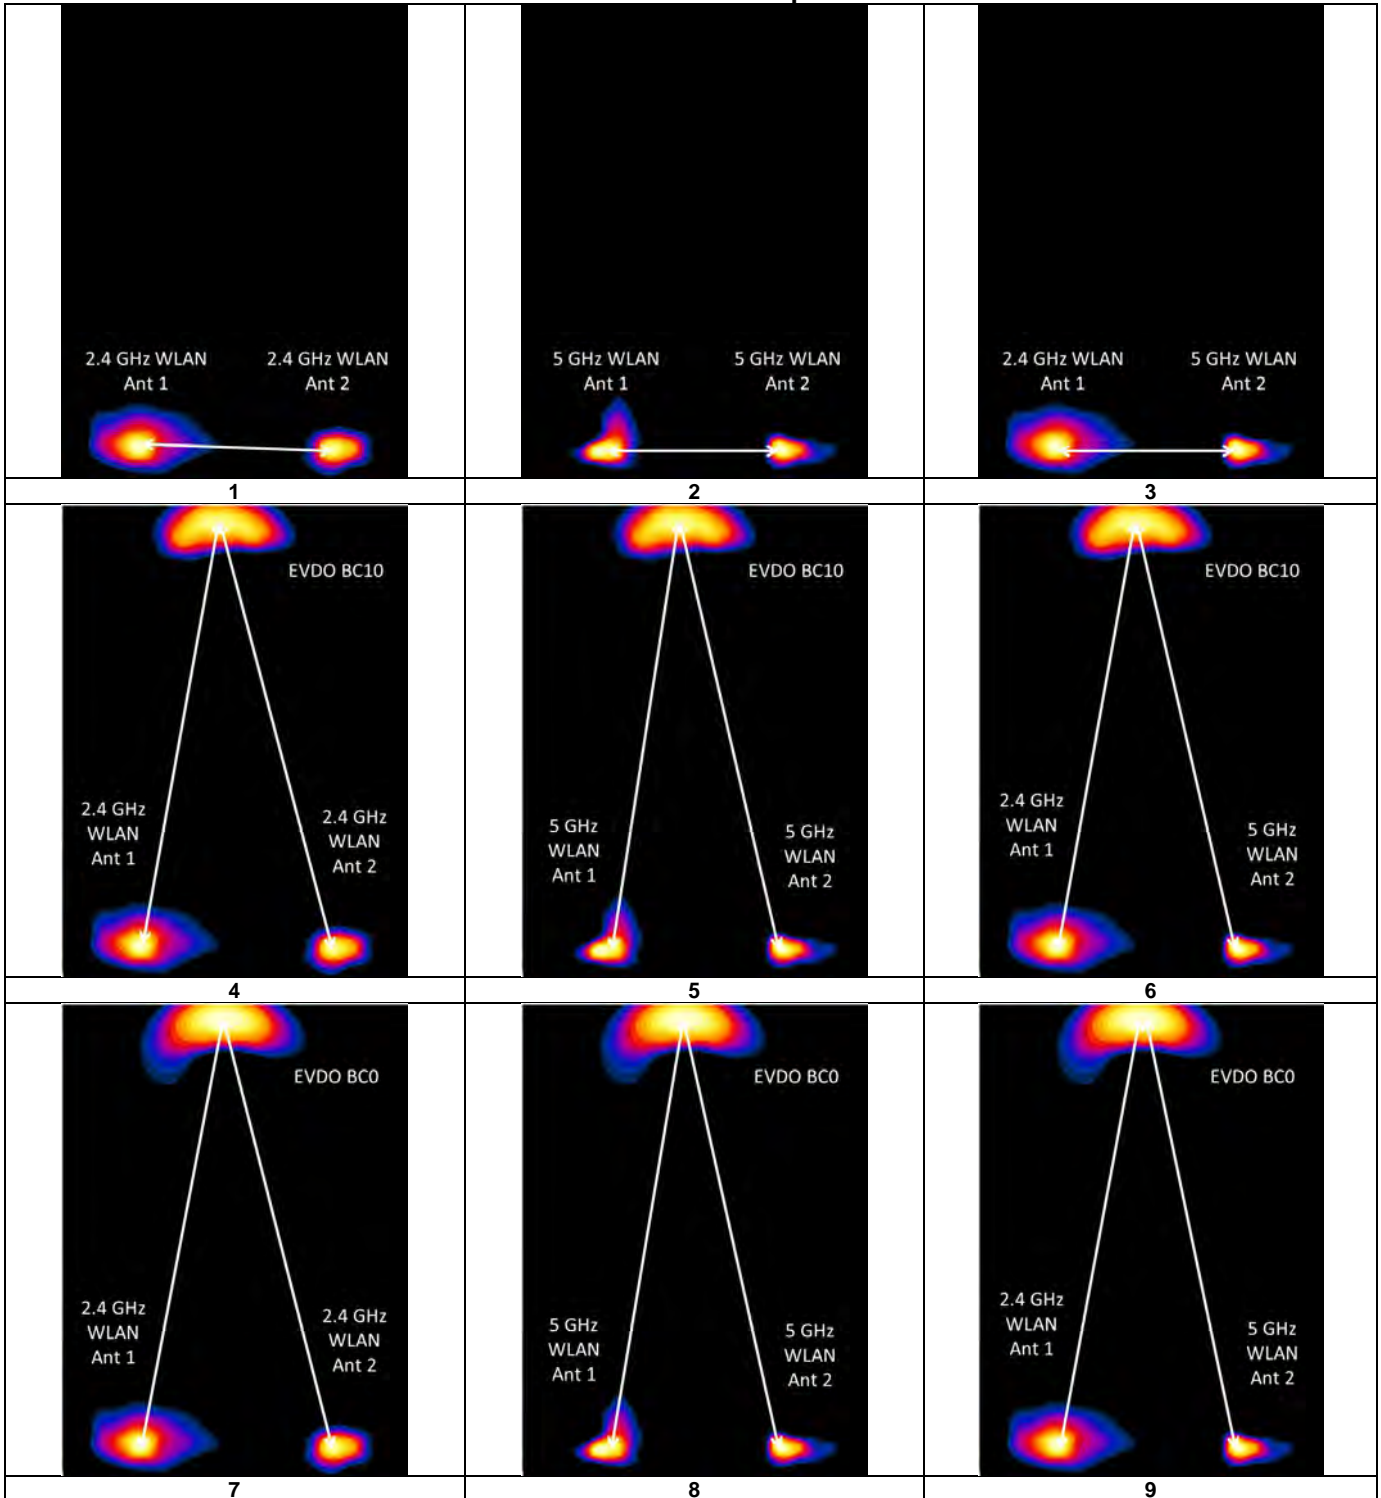 2.4 GHz WLAN
Ant 1
2.4 GHz WLAN
Ant 2
5 GHz WLAN
Ant 1
5 GHz WLAN
Ant 2
2.4 GHz WLAN
Ant 1
5 GHz WLAN
Ant 2
1
2
3
EVDO BC10
2.4 GHz
WLAN
Ant 1
2.4 GHz
WLAN
Ant 2
EVDO BC10
5 GHz
WLAN
Ant 1
5 GHz
WLAN
Ant 2
EVDO BC10
2.4 GHz
WLAN
Ant 1
5 GHz
WLAN
Ant 2
4
5
6
EVDO BC0
2.4 GHz
WLAN
Ant 1
2.4 GHz
WLAN
Ant 2
EVDO BC0
5 GHz
WLAN
Ant 1
5 GHz
WLAN
Ant 2
EVDO BC0
2.4 GHz
WLAN
Ant 1
5 GHz
WLAN
Ant 2
7
8
9